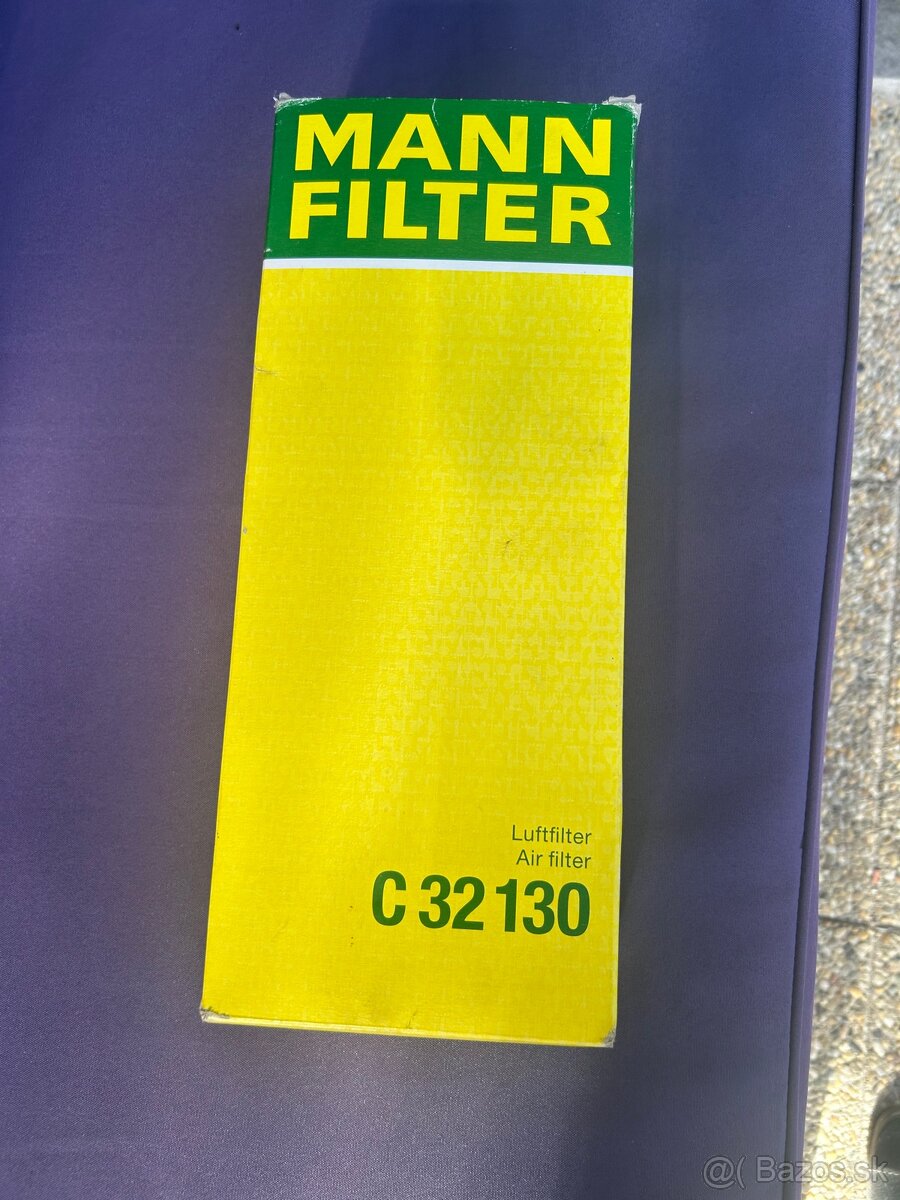 MANN
FILTER
Luftfilter
Air filter
C 32 130
@( Bazos.sk